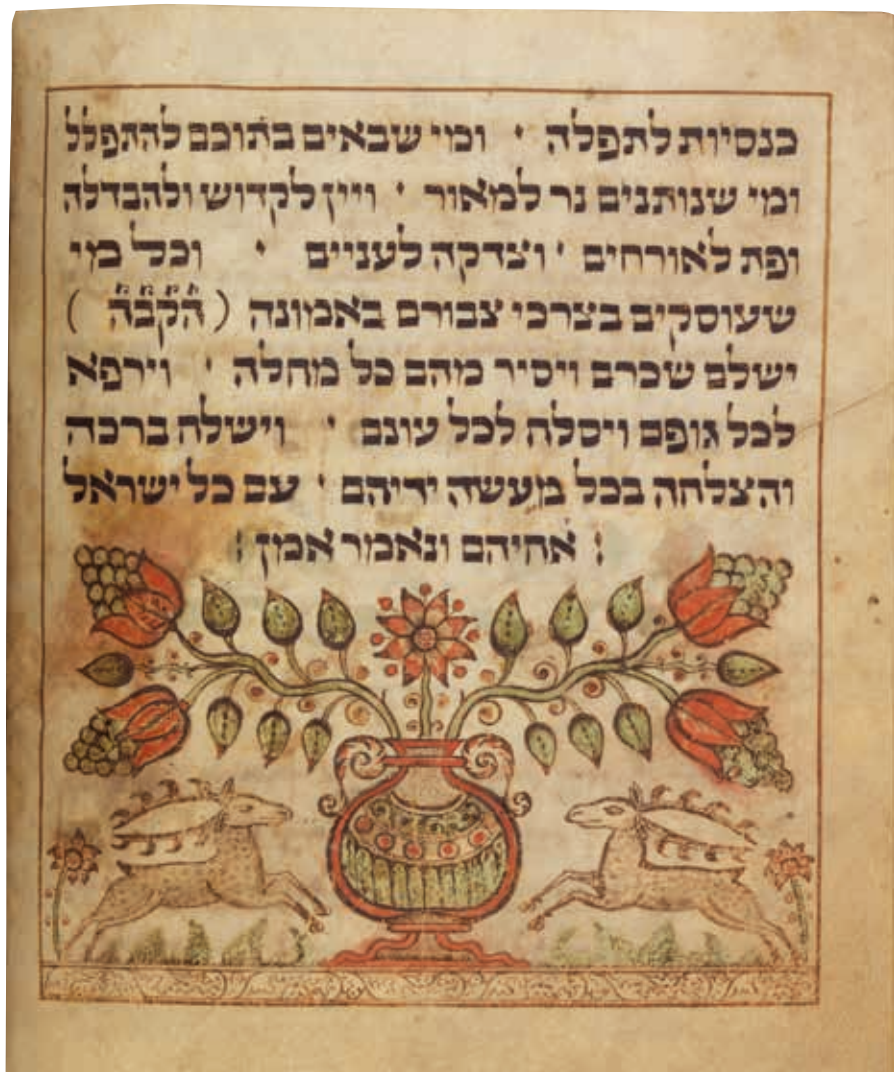 כנסיות לתפלה ׳ ומי שבאים בתוכם להתפלל
ומי שנותנים נר למאור ׳ ויין לקדוש ולהבדלה
ופת לאורחים ׳ וצדקה לעניים ׳ וכל מי
שעוסקים בצרכי צבורם באמונה ( הקבה )
ישלם שכרם ויסיר מהם כל מחלה ׳ וירפא
לכל גופם ויסלח לכל עונם ׳ וישלח ברכה
והצלחה בכל מעשה ידיהם ׳ עם כל ישראל
: אחיהם ונאמר אמן :